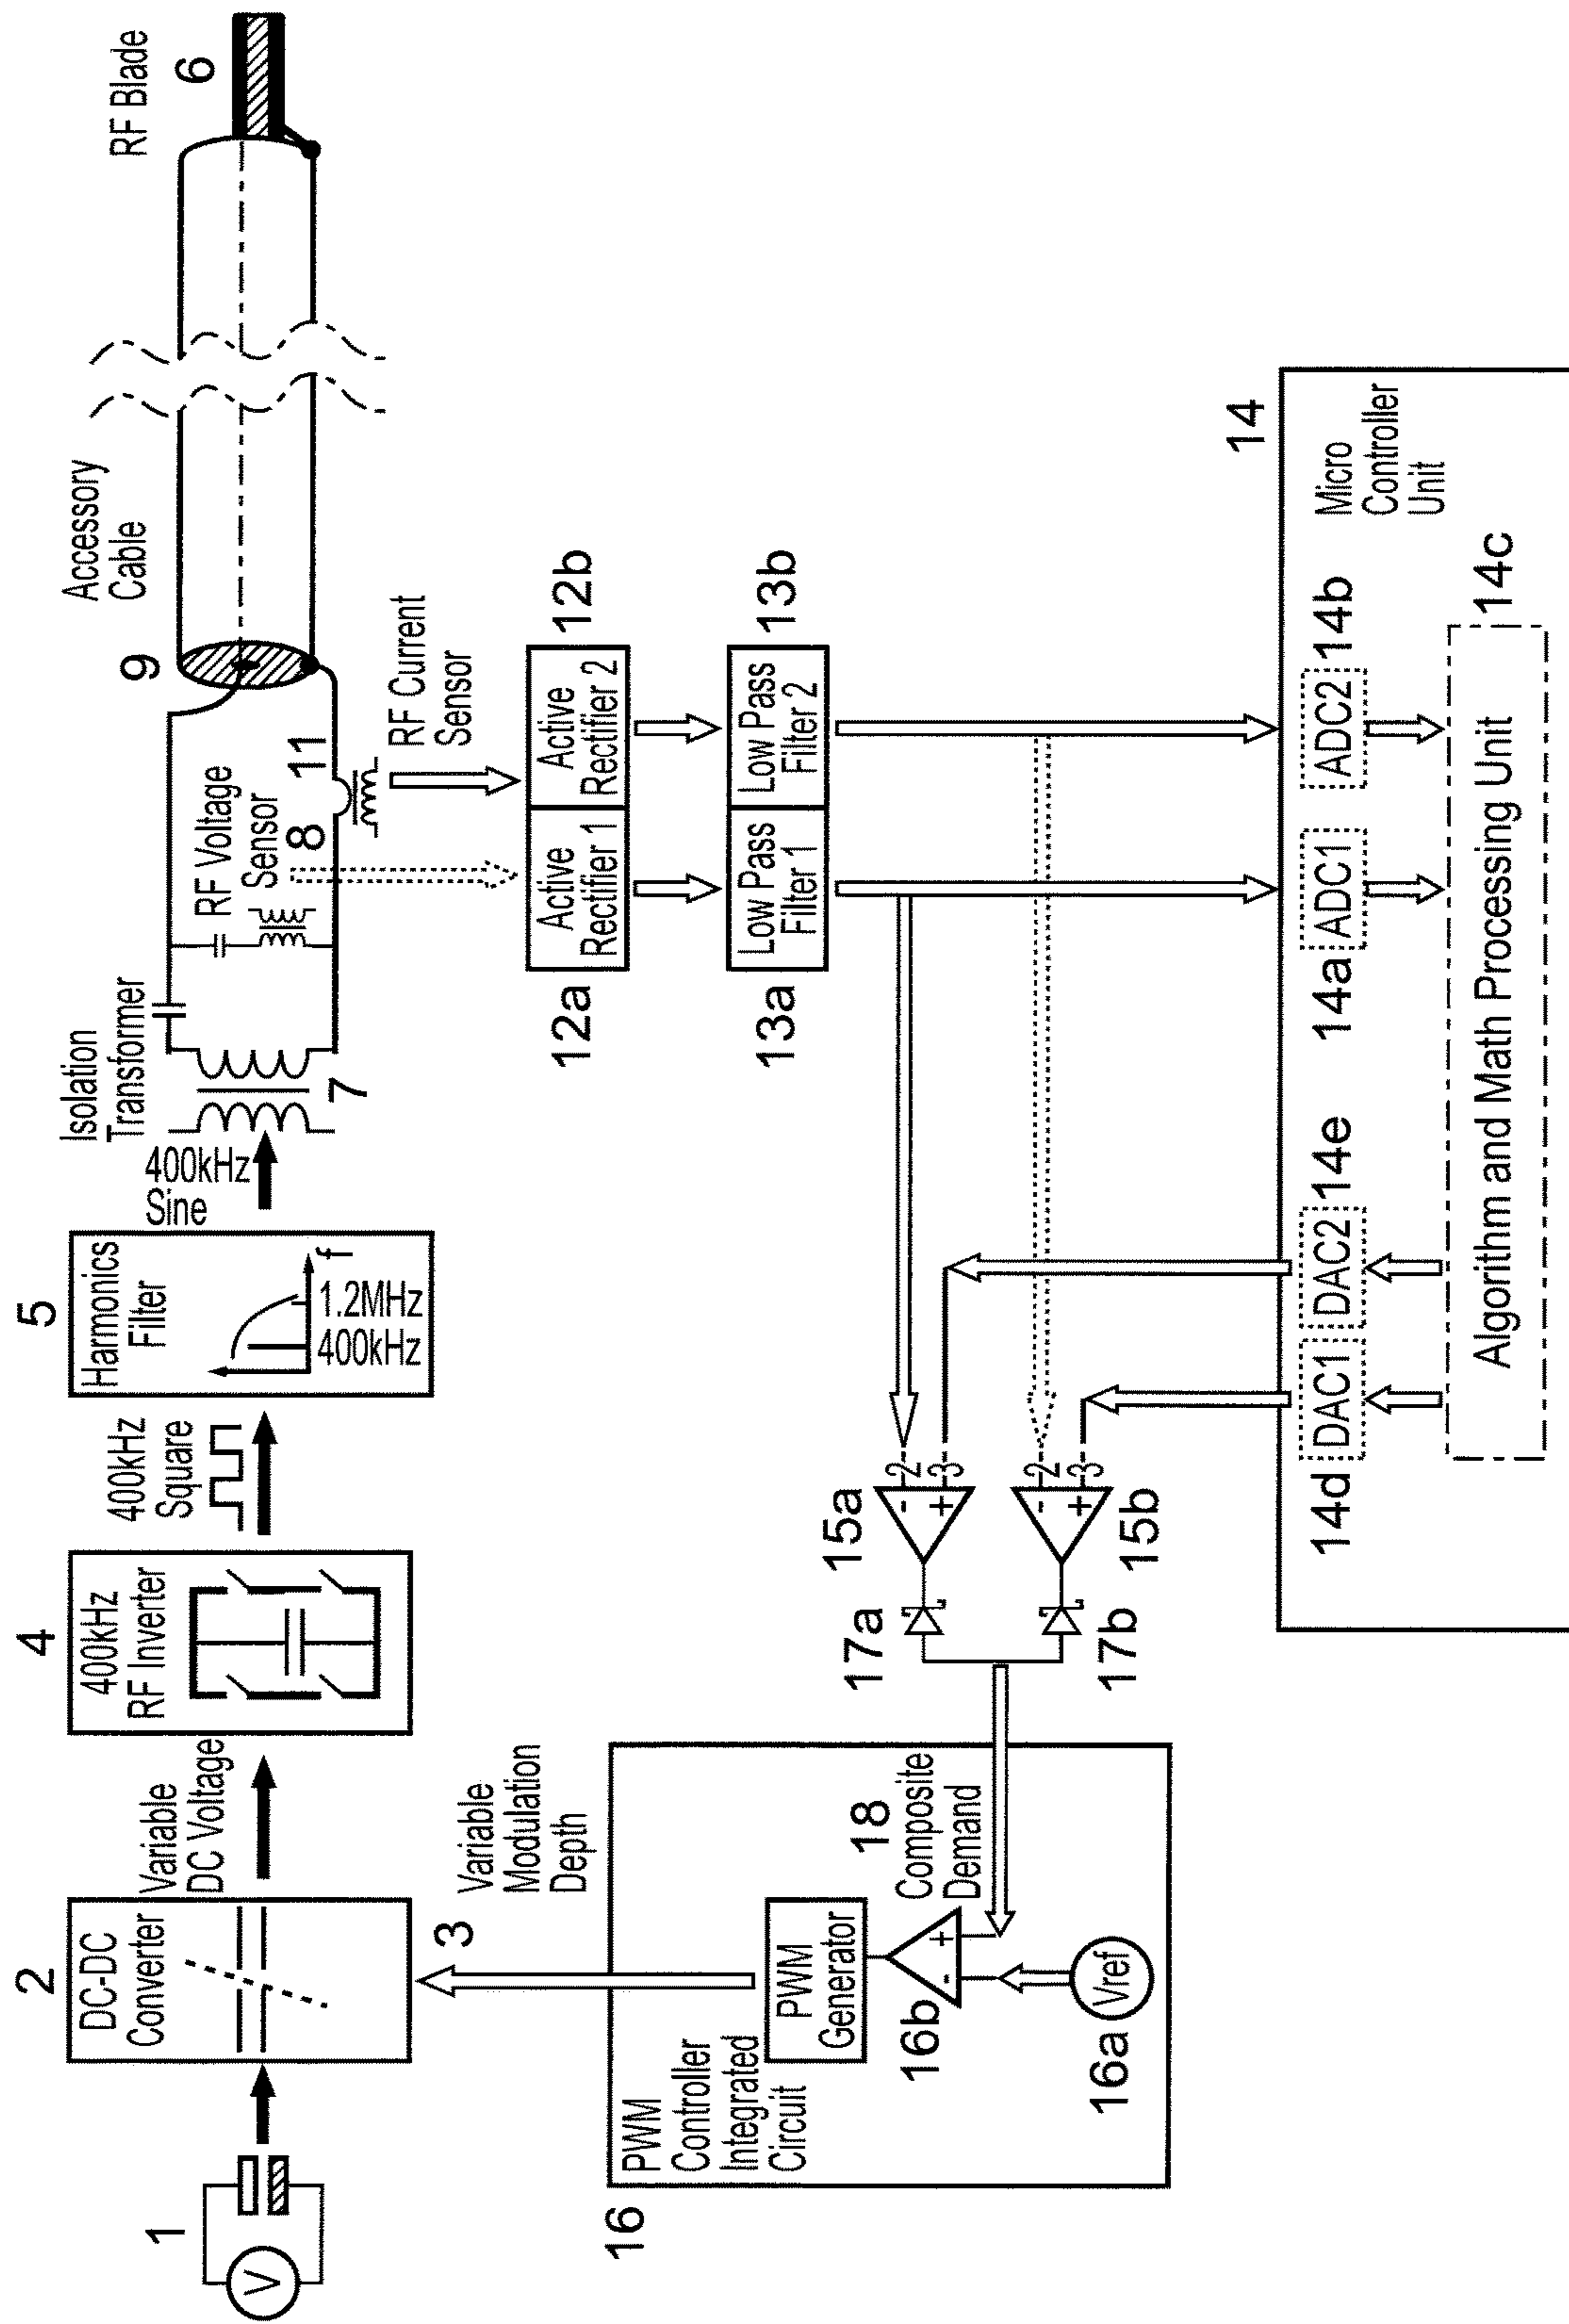 1
V
2
DC-DC
Converter
Variable
DC Voltage
3
Variable
Modulation
Depth
4
400kHz
RF Inverter
400kHz
Square
5
Harmonics
Filter
f
1.2MHz
400kHz
400kHz
Sine
Isolation
Transformer
7
RF Voltage
Sensor
8
11
RF Current
Sensor
9
Accessory
Cable
RF Blade
6
12a
Active
Rectifier 1
Active
Rectifier 2
12b
13a
Low Pass
Filter 1
Low Pass
Filter 2
13b
16
PWM
Controller
Integrated
Circuit
PWM
Generator
16b
-
+
16a
Vref
18
Composite
Demand
17a
15a
-
+
2
3
17b
15b
-
+
2
3
14
Micro
Controller
Unit
14d
DAC1
DAC2
14e
14a
ADC1
ADC2
14b
14c
Algorithm and Math Processing Unit